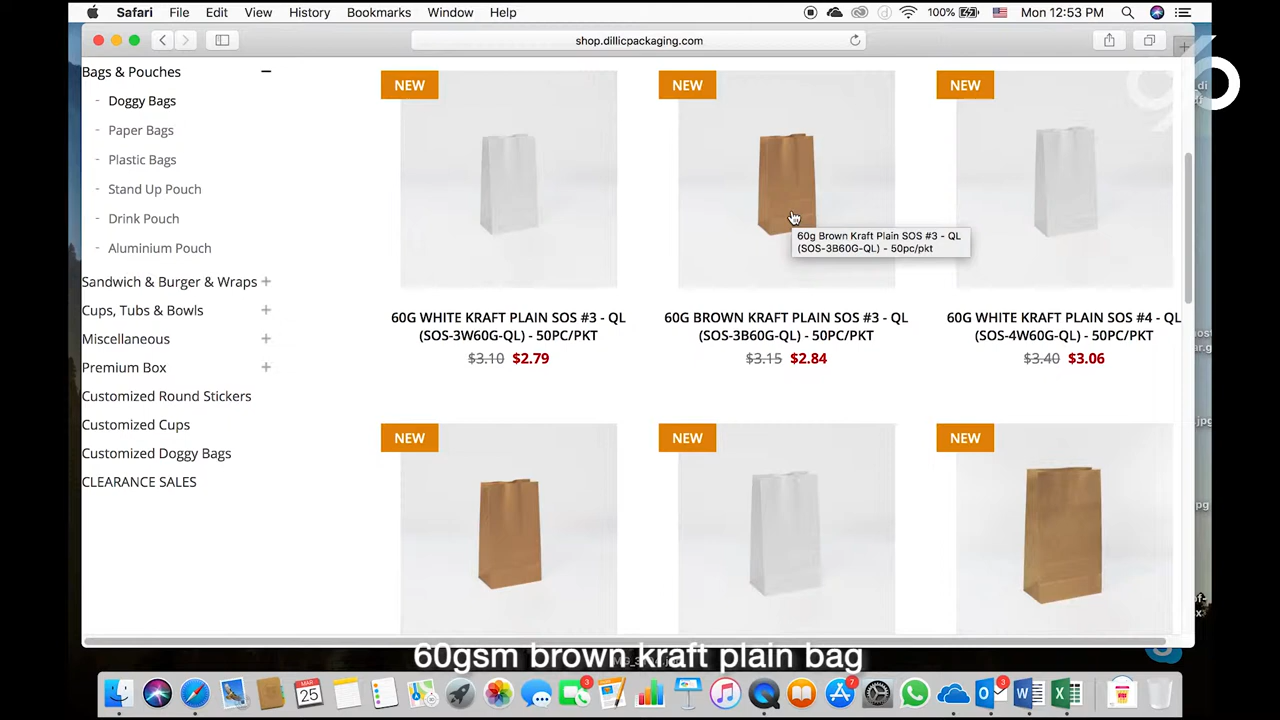 Safari File Edit View History Bookmarks Window Help 100% Mon 12:53 PM
shop.dillicpackaging.com
Bags & Pouches
- Doggy Bags
- Paper Bags
- Plastic Bags
- Stand Up Pouch
- Drink Pouch
- Aluminium Pouch
Sandwich & Burger & Wraps +
Cups, Tubs & Bowls +
Miscellaneous +
Premium Box +
Customized Round Stickers
Customized Cups
Customized Doggy Bags
CLEARANCE SALES
NEW NEW NEW
60g Brown Kraft Plain SOS #3 - QL
(SOS-3B60G-QL) - 50pc/pkt
60G WHITE KRAFT PLAIN SOS #3 - QL
(SOS-3W60G-QL) - 50PC/PKT
$3.10 $2.79
60G BROWN KRAFT PLAIN SOS #3 - QL
(SOS-3B60G-QL) - 50PC/PKT
$3.15 $2.84
60G WHITE KRAFT PLAIN SOS #4 - QL
(SOS-4W60G-QL) - 50PC/PKT
$3.40 $3.06
NEW NEW NEW
60gsm brown kraft plain bag
MAR
25
3
7
3